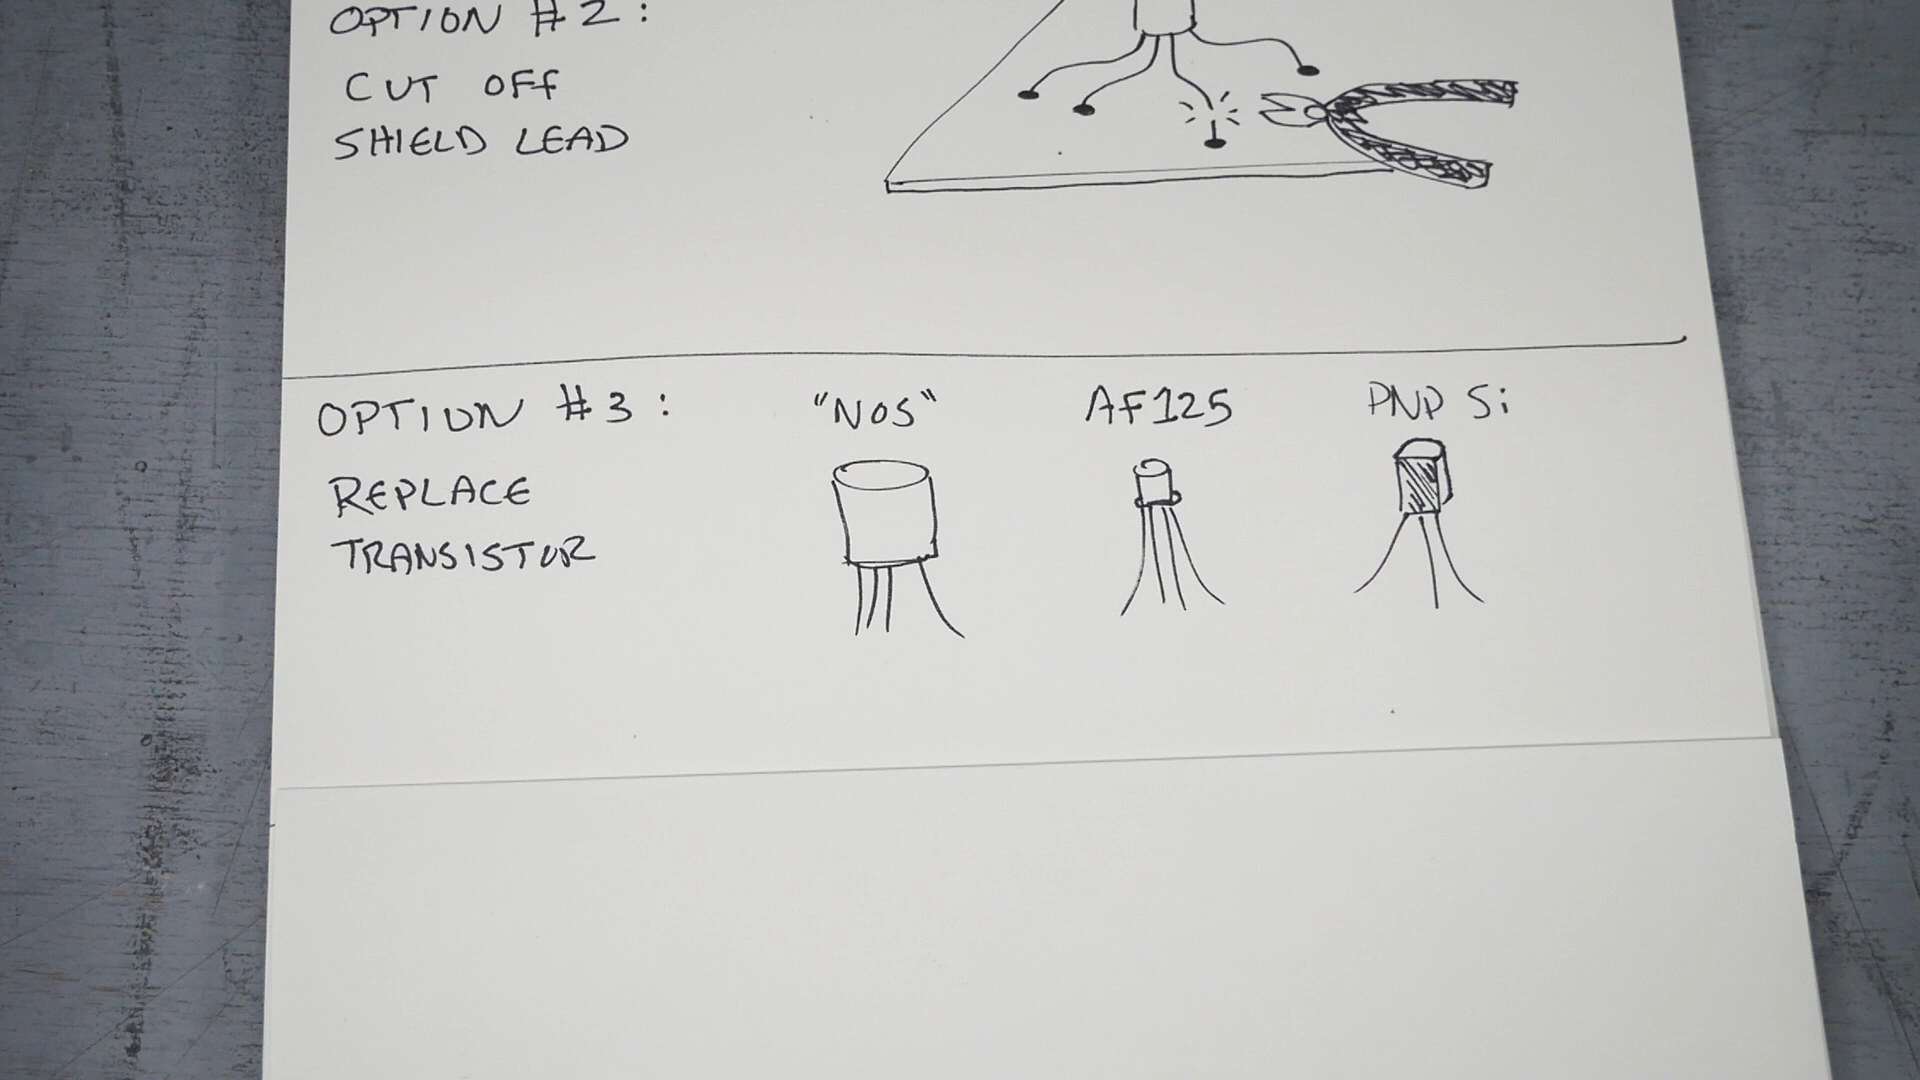 OPTION #2:
CUT OFF
SHIELD LEAD
OPTION #3:
REPLACE
TRANSISTOR
"NOS"
AF125
PNP Si